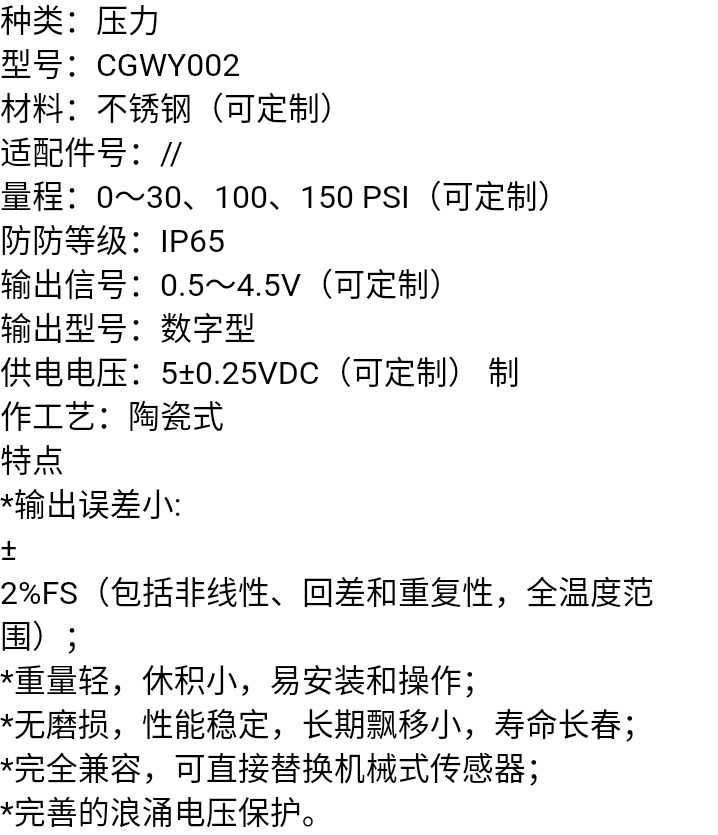 种类：压力
型号：CGWY002
材料：不锈钢（可定制）
适配件号：//
量程：0～30、100、150 PSI（可定制）
防防等级：IP65
输出信号：0.5～4.5V（可定制）
输出型号：数字型
供电电压：5±0.25VDC（可定制） 制
作工艺：陶瓷式
特点
*输出误差小:
±
2%FS（包括非线性、回差和重复性，全温度范
围）；
*重量轻，休积小，易安装和操作；
*无磨损，性能稳定，长期飘移小，寿命长春；
*完全兼容，可直接替换机械式传感器；
*完善的浪涌电压保护。